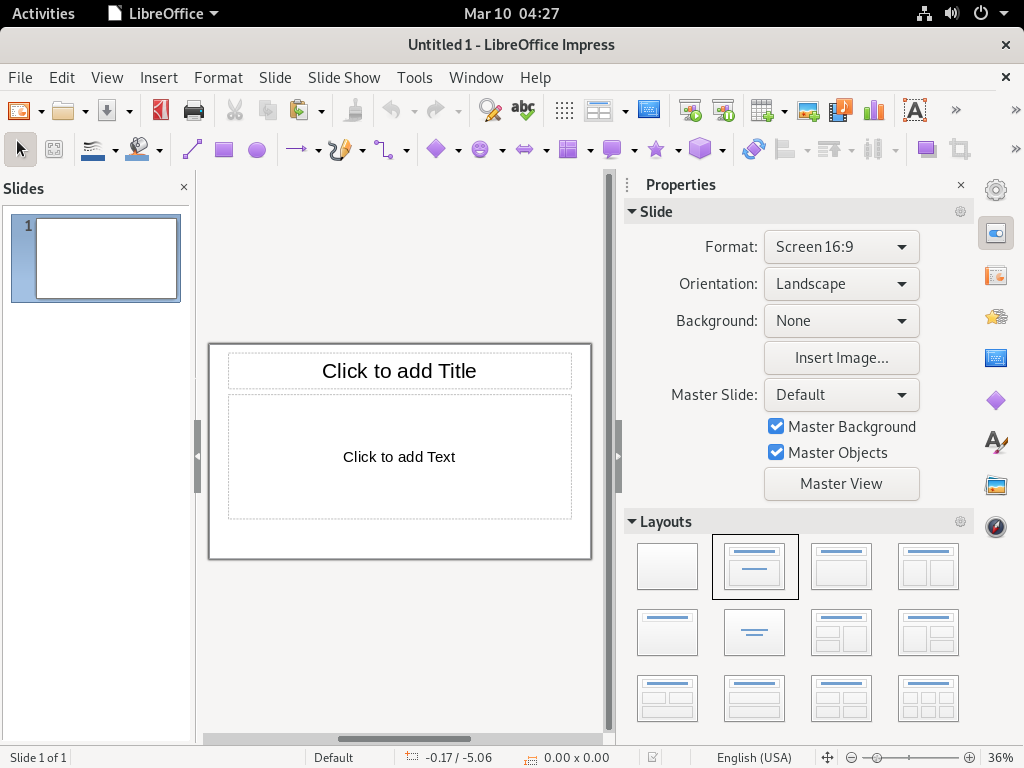 Activities
LibreOffice
Mar 10 04:27
Untitled 1 - LibreOffice Impress
File Edit View Insert Format Slide Slide Show Tools Window Help
abc
A
Slides
1
Click to add Title
Click to add Text
Properties
Slide
Format: Screen 16:9
Orientation: Landscape
Background: None
Insert Image...
Master Slide: Default
Master Background
Master Objects
Master View
Layouts
Slide 1 of 1 Default -0.17 / -5.06 0.00 x 0.00 English (USA) 36%